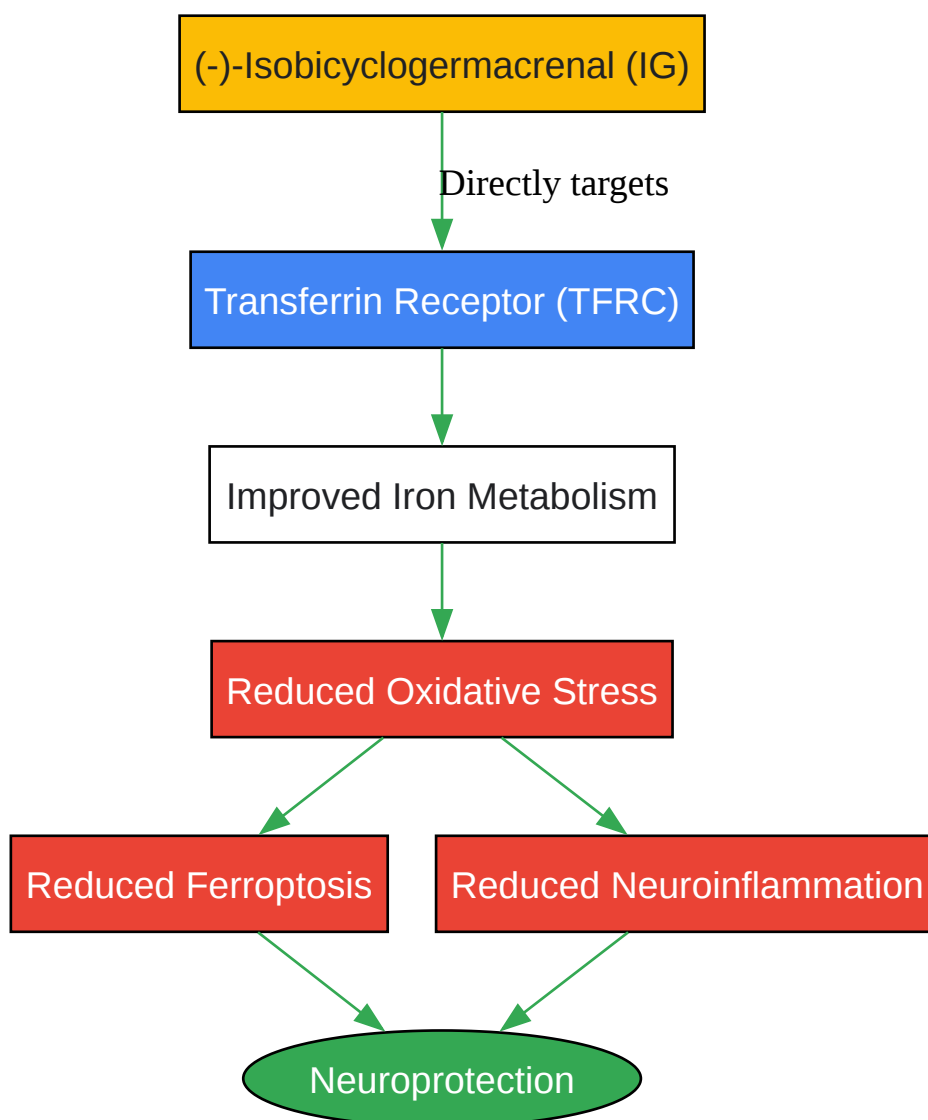 (-)-Isobicyclogermacrenal (IG)
Directly targets
Transferrin Receptor (TFRC)
Improved Iron Metabolism
Reduced Oxidative Stress
Reduced Ferroptosis
Reduced Neuroinflammation
Neuroprotection